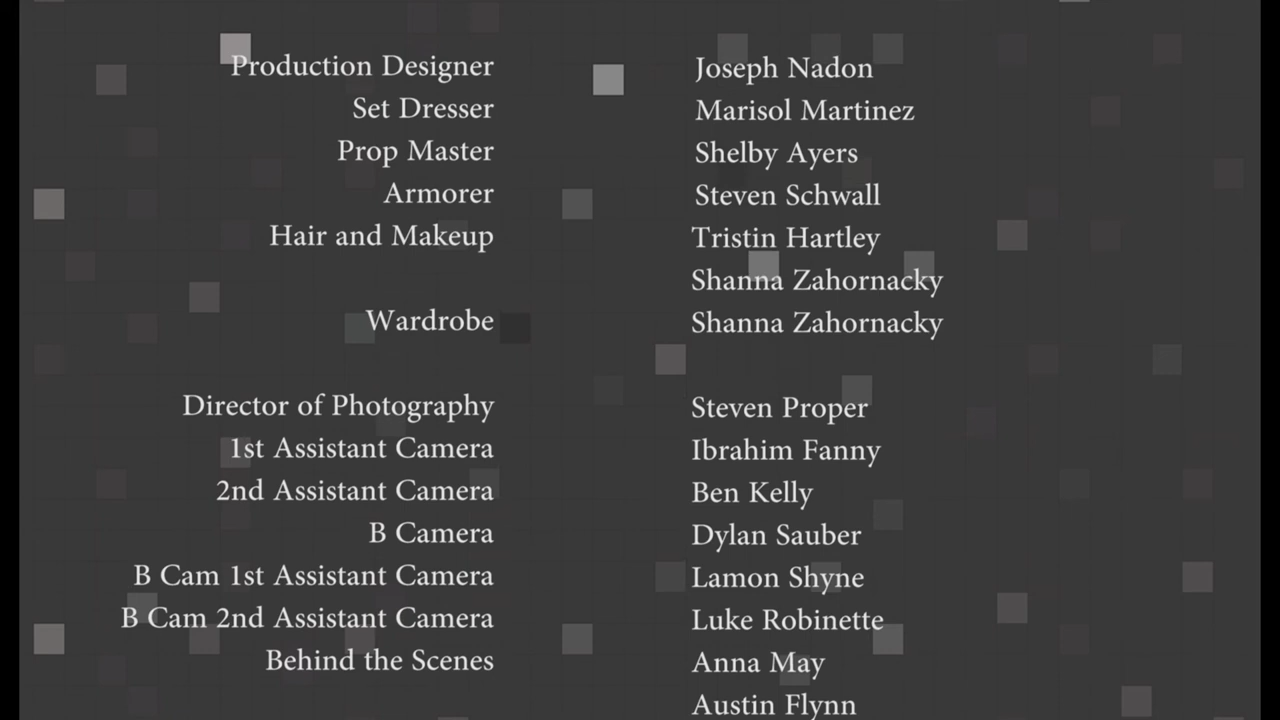 Production Designer Joseph Nadon
Set Dresser Marisol Martinez
Prop Master Shelby Ayers
Armorer Steven Schwall
Hair and Makeup Tristin Hartley
Shanna Zahornacky
Wardrobe Shanna Zahornacky
Director of Photography Steven Proper
1st Assistant Camera Ibrahim Fanny
2nd Assistant Camera Ben Kelly
B Camera Dylan Sauber
B Cam 1st Assistant Camera Lamon Shyne
B Cam 2nd Assistant Camera Luke Robinette
Behind the Scenes Anna May
Austin Flynn